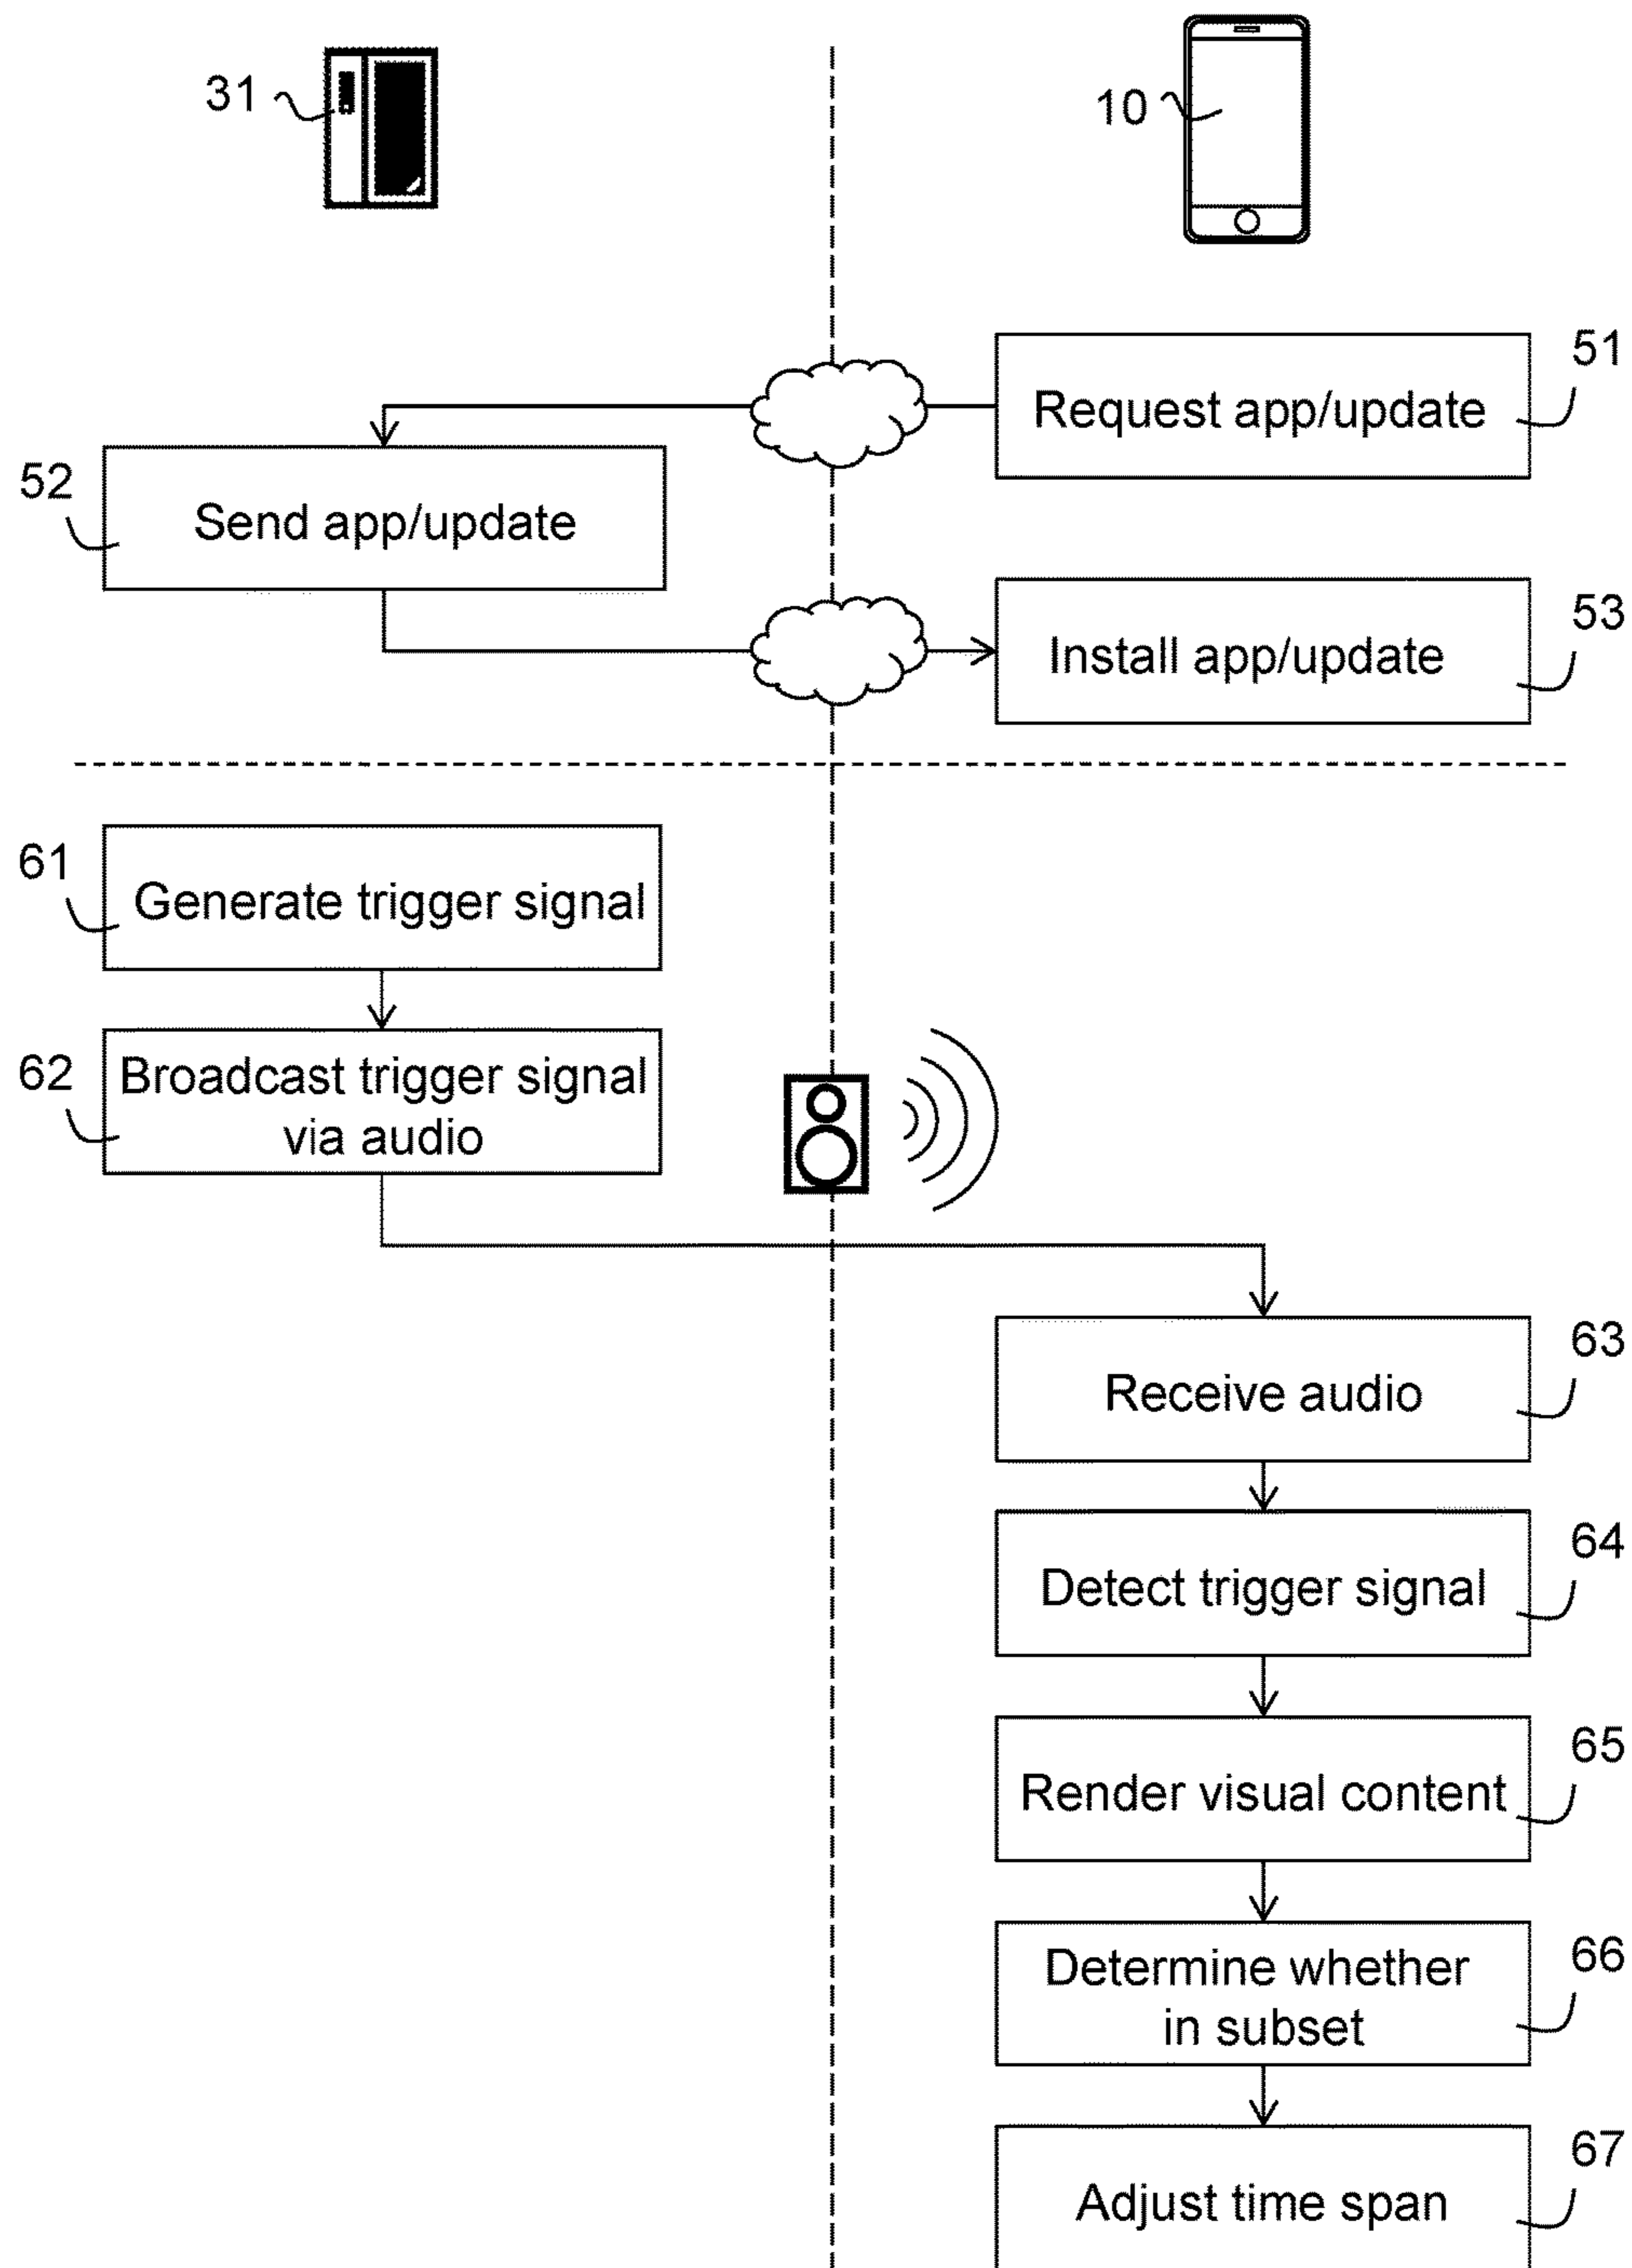 31
10
51
Request app/update
52
Send app/update
53
Install app/update
61
Generate trigger signal
62
Broadcast trigger signal
via audio
63
Receive audio
64
Detect trigger signal
65
Render visual content
66
Determine whether
in subset
67
Adjust time span